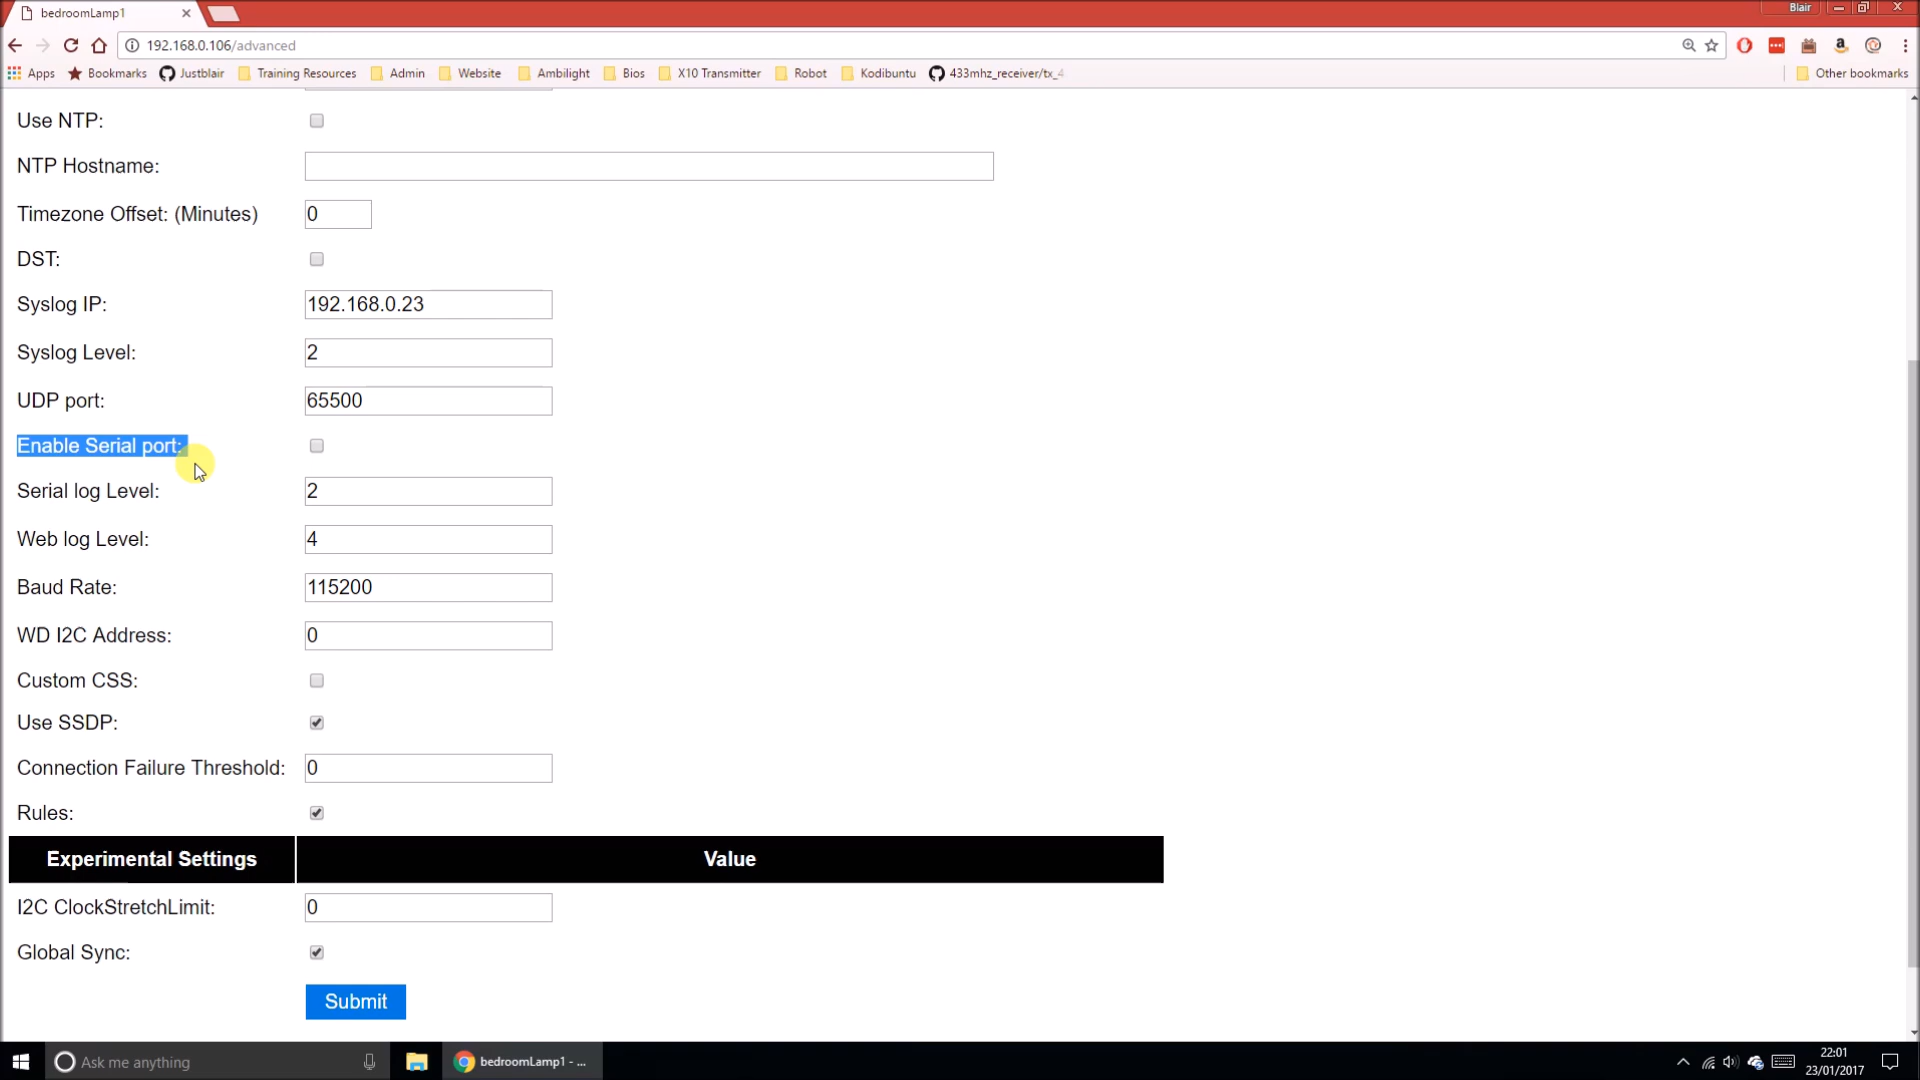 bedroomLamp1
Blair
192.168.0.106/advanced
Apps Bookmarks Justblair Training Resources Admin Website Ambilight Bios X10 Transmitter Robot Kodibuntu 433mhz_receiver/tx_4 Other bookmarks
Use NTP:
NTP Hostname:
Timezone Offset: (Minutes) 0
DST:
Syslog IP: 192.168.0.23
Syslog Level: 2
UDP port: 65500
Enable Serial port:
Serial log Level: 2
Web log Level: 4
Baud Rate: 115200
WD I2C Address: 0
Custom CSS:
Use SSDP:
Connection Failure Threshold: 0
Rules:
Experimental Settings Value
I2C ClockStretchLimit: 0
Global Sync:
Submit
Ask me anything bedroomLamp1 - ... 22:01
23/01/2017